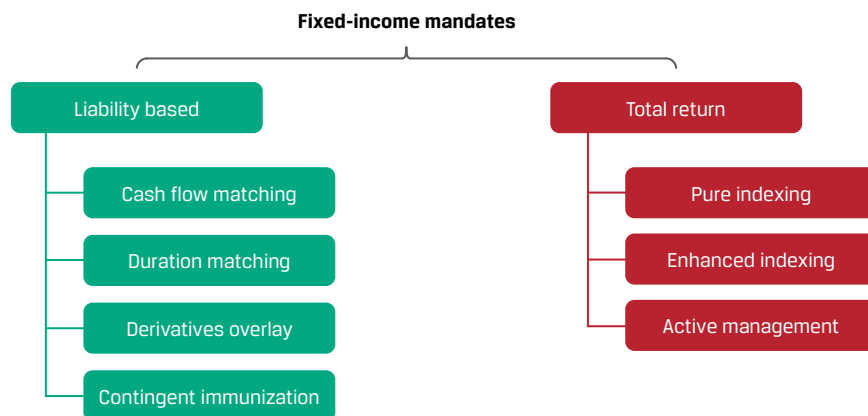 Fixed-income mandates
Liability based
Cash flow matching
Duration matching
Derivatives overlay
Contingent immunization
Total return
Pure indexing
Enhanced indexing
Active management